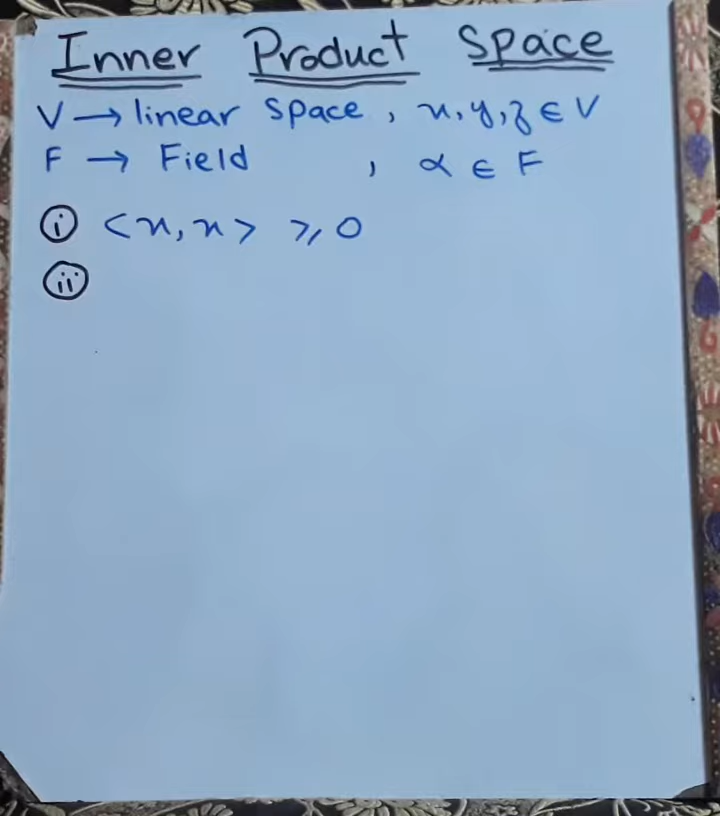 Inner Product Space
V → linear space, x, y, z ∈ V
F → Field , α ∈ F
(i) <x, x> ≥ 0
(ii)